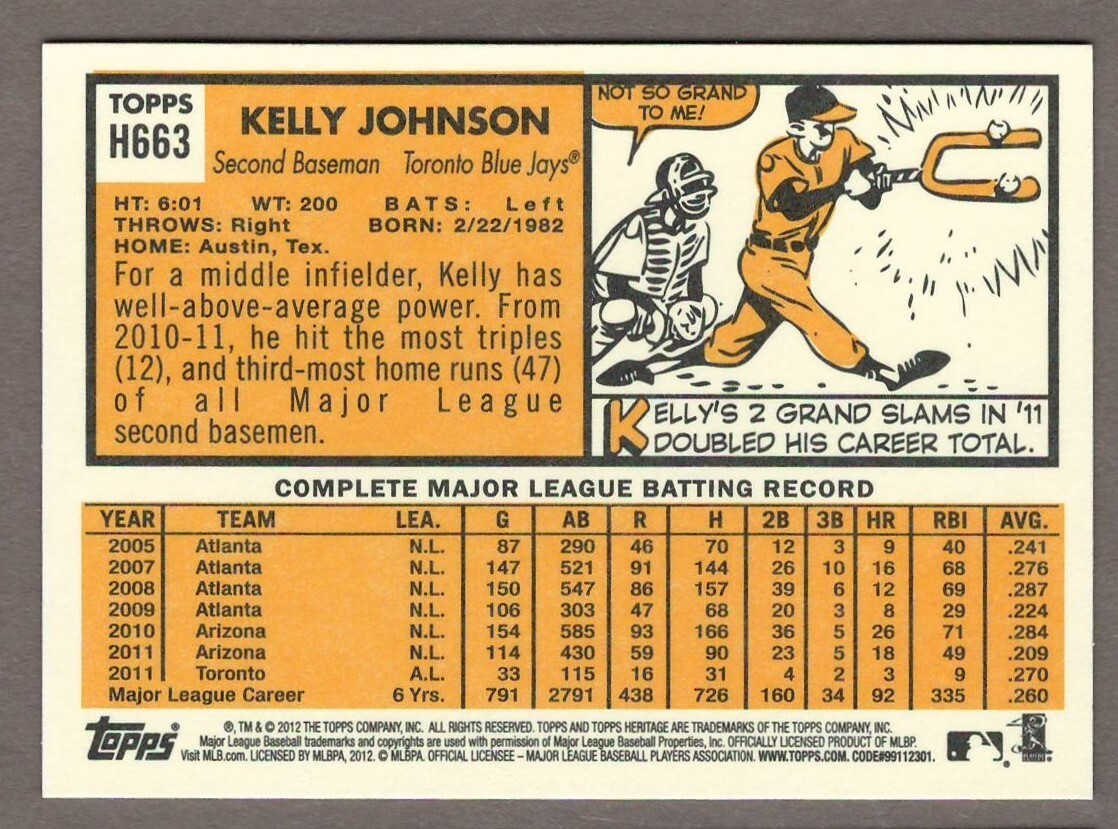 TOPPS
H663
KELLY JOHNSON
Second Baseman Toronto Blue Jays®
HT: 6:01 WT: 200 BATS: Left
THROWS: Right BORN: 2/22/1982
HOME: Austin, Tex.
For a middle infielder, Kelly has
well-above-average power. From
2010-11, he hit the most triples
(12), and third-most home runs (47)
of all Major League
second basemen.
NOT SO GRAND
TO ME!
KELLY'S 2 GRAND SLAMS IN '11
DOUBLED HIS CAREER TOTAL.
COMPLETE MAJOR LEAGUE BATTING RECORD
YEAR TEAM LEA. G AB R H 2B 3B HR RBI AVG.
2005 Atlanta N.L. 87 290 46 70 12 3 9 40 .241
2007 Atlanta N.L. 147 521 91 144 26 10 16 68 .276
2008 Atlanta N.L. 150 547 86 157 39 6 12 69 .287
2009 Atlanta N.L. 106 303 47 68 20 3 8 29 .224
2010 Arizona N.L. 154 585 93 166 36 5 26 71 .284
2011 Arizona N.L. 114 430 59 90 23 5 18 49 .209
2011 Toronto A.L. 33 115 16 31 4 2 3 9 .270
Major League Career 6 Yrs. 791 2791 438 726 160 34 92 335 .260
Topps®
®, TM & © 2012 THE TOPPS COMPANY, INC. ALL RIGHTS RESERVED. TOPPS AND TOPPS HERITAGE ARE TRADEMARKS OF THE TOPPS COMPANY, INC.
Major League Baseball trademarks and copyrights are used with permission of Major League Baseball Properties, Inc. OFFICIALLY LICENSED PRODUCT OF MLBP.
Visit MLB.com. LICENSED BY MLBPA, 2012. © MLBPA. OFFICIAL LICENSEE – MAJOR LEAGUE BASEBALL PLAYERS ASSOCIATION. WWW.TOPPS.COM. CODE#99112301.